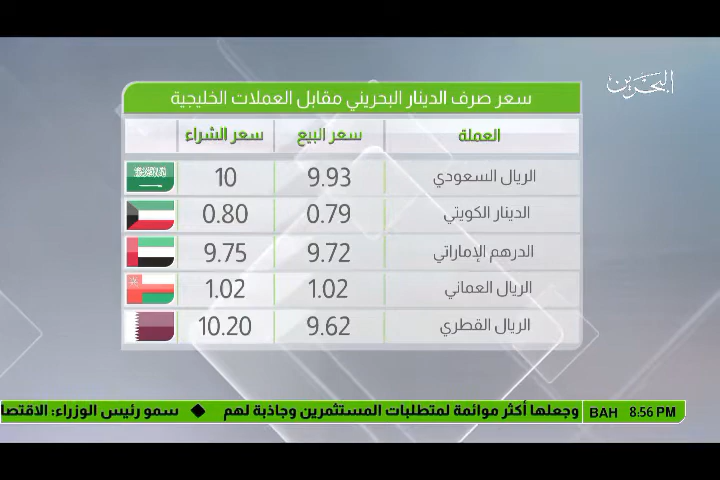 البحرين
سعر صرف الدينار البحريني مقابل العملات الخليجية
العملة سعر البيع سعر الشراء
الريال السعودي 9.93 10
الدينار الكويتي 0.79 0.80
الدرهم الإماراتي 9.72 9.75
الريال العماني 1.02 1.02
الريال القطري 9.62 10.20
BAH 8:56 PM
وجعلها أكثر موائمة لمتطلبات المستثمرين وجاذبة لهم ◆ سمو رئيس الوزراء: الاقتصا